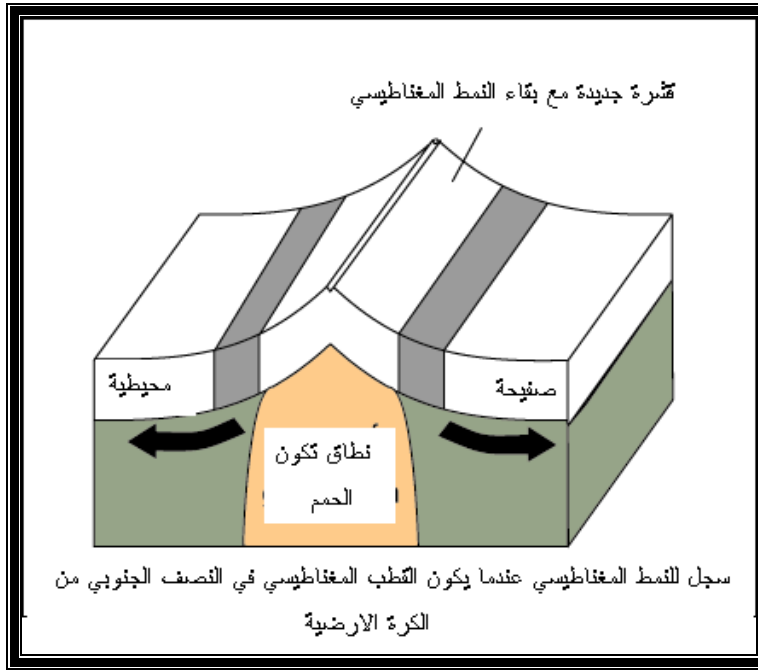 قشرة جديدة مع بقاء النمط المغناطيسي
صفيحة
محيطية
نطاق تكون
الحمم
سجل للنمط المغناطيسي عندما يكون القطب المغناطيسي في النصف الجنوبي من
الكرة الارضية